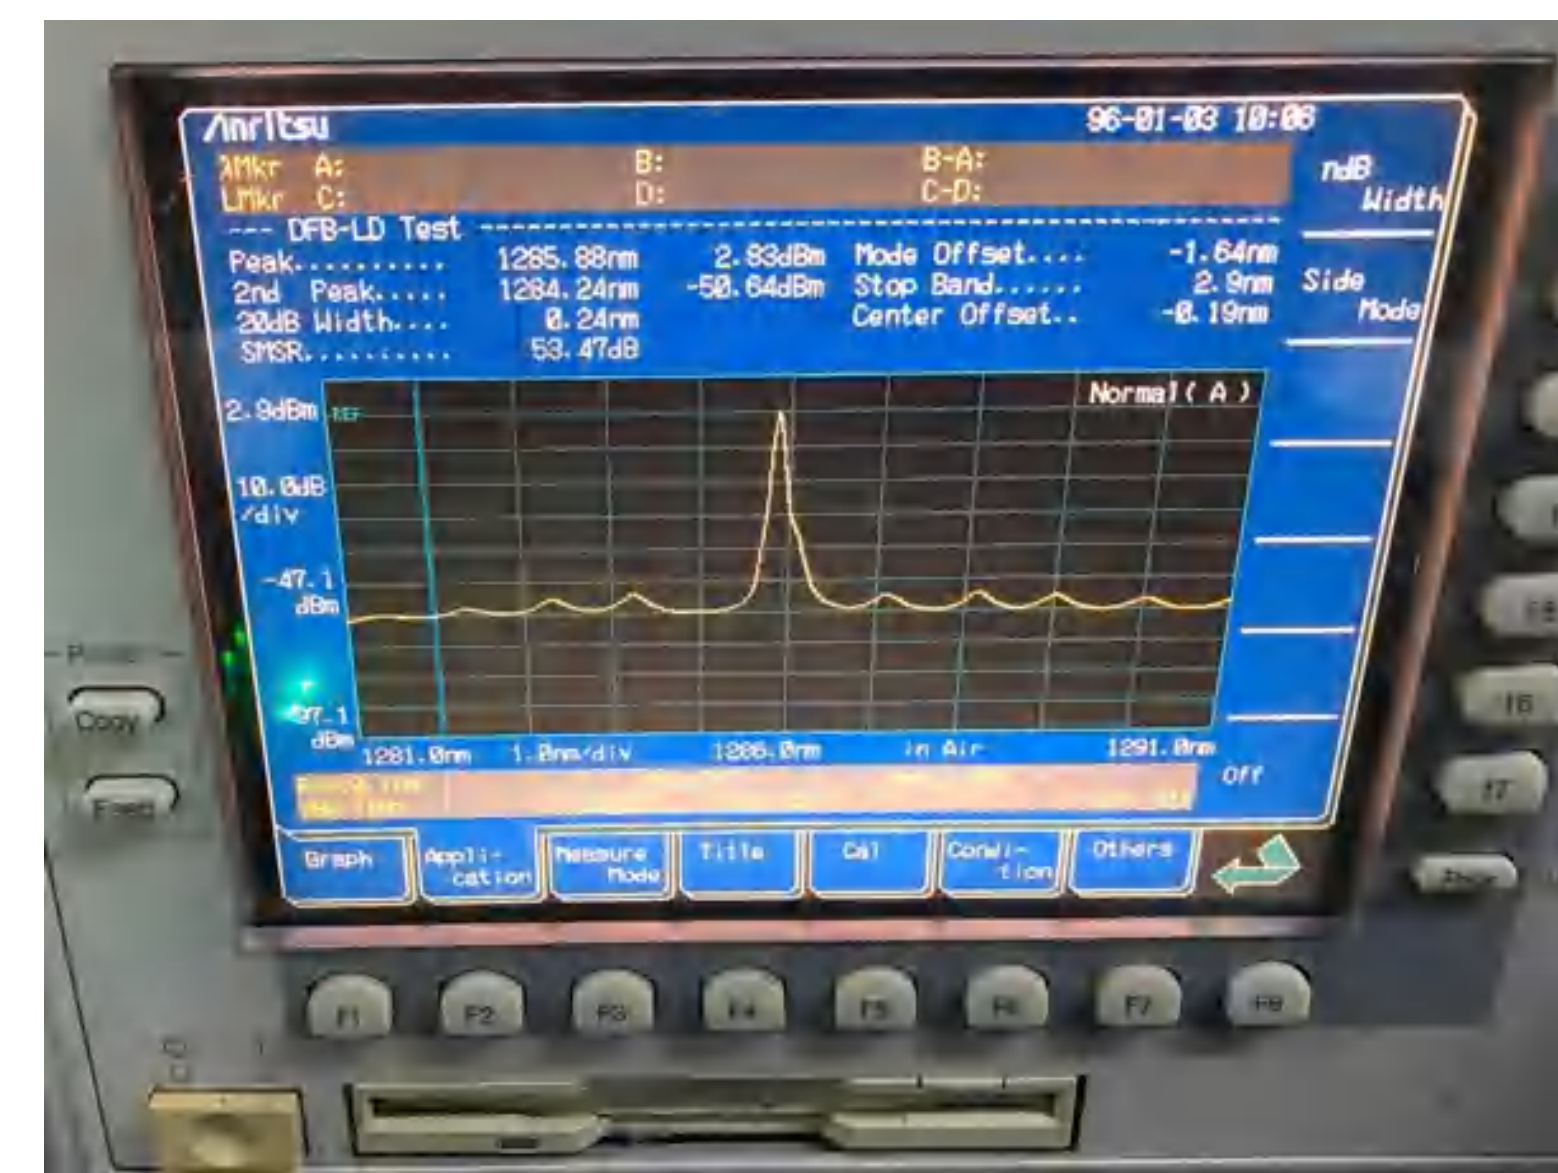 Anritsu 96-01-03 10:06
λMkr A: B: B-A:
LMkr C: D: C-D:
ndB
Width
--- DFB-LD Test ---
Peak.......... 1285.88nm 2.83dBm Mode Offset.... -1.64nm
2nd Peak..... 1284.24nm -50.64dBm Stop Band...... 2.9nm
20dB Width.... 0.24nm Center Offset.. -0.19nm
SMSR.......... 53.47dB
Side
Mode
Normal(A)
2.9dBm REF
10.0dB
/div
-47.1
dBm
-97.1
dBm
1281.0nm 1.0nm/div 1286.0nm in Air 1291.0nm
Off
Graph
Appli-
cation
Measure
Mode
Title
Cal
Condi-
tion
Others
Copy
Feed
f6
f7
F1 F2 F3 F4 F5 F6 F7 F8